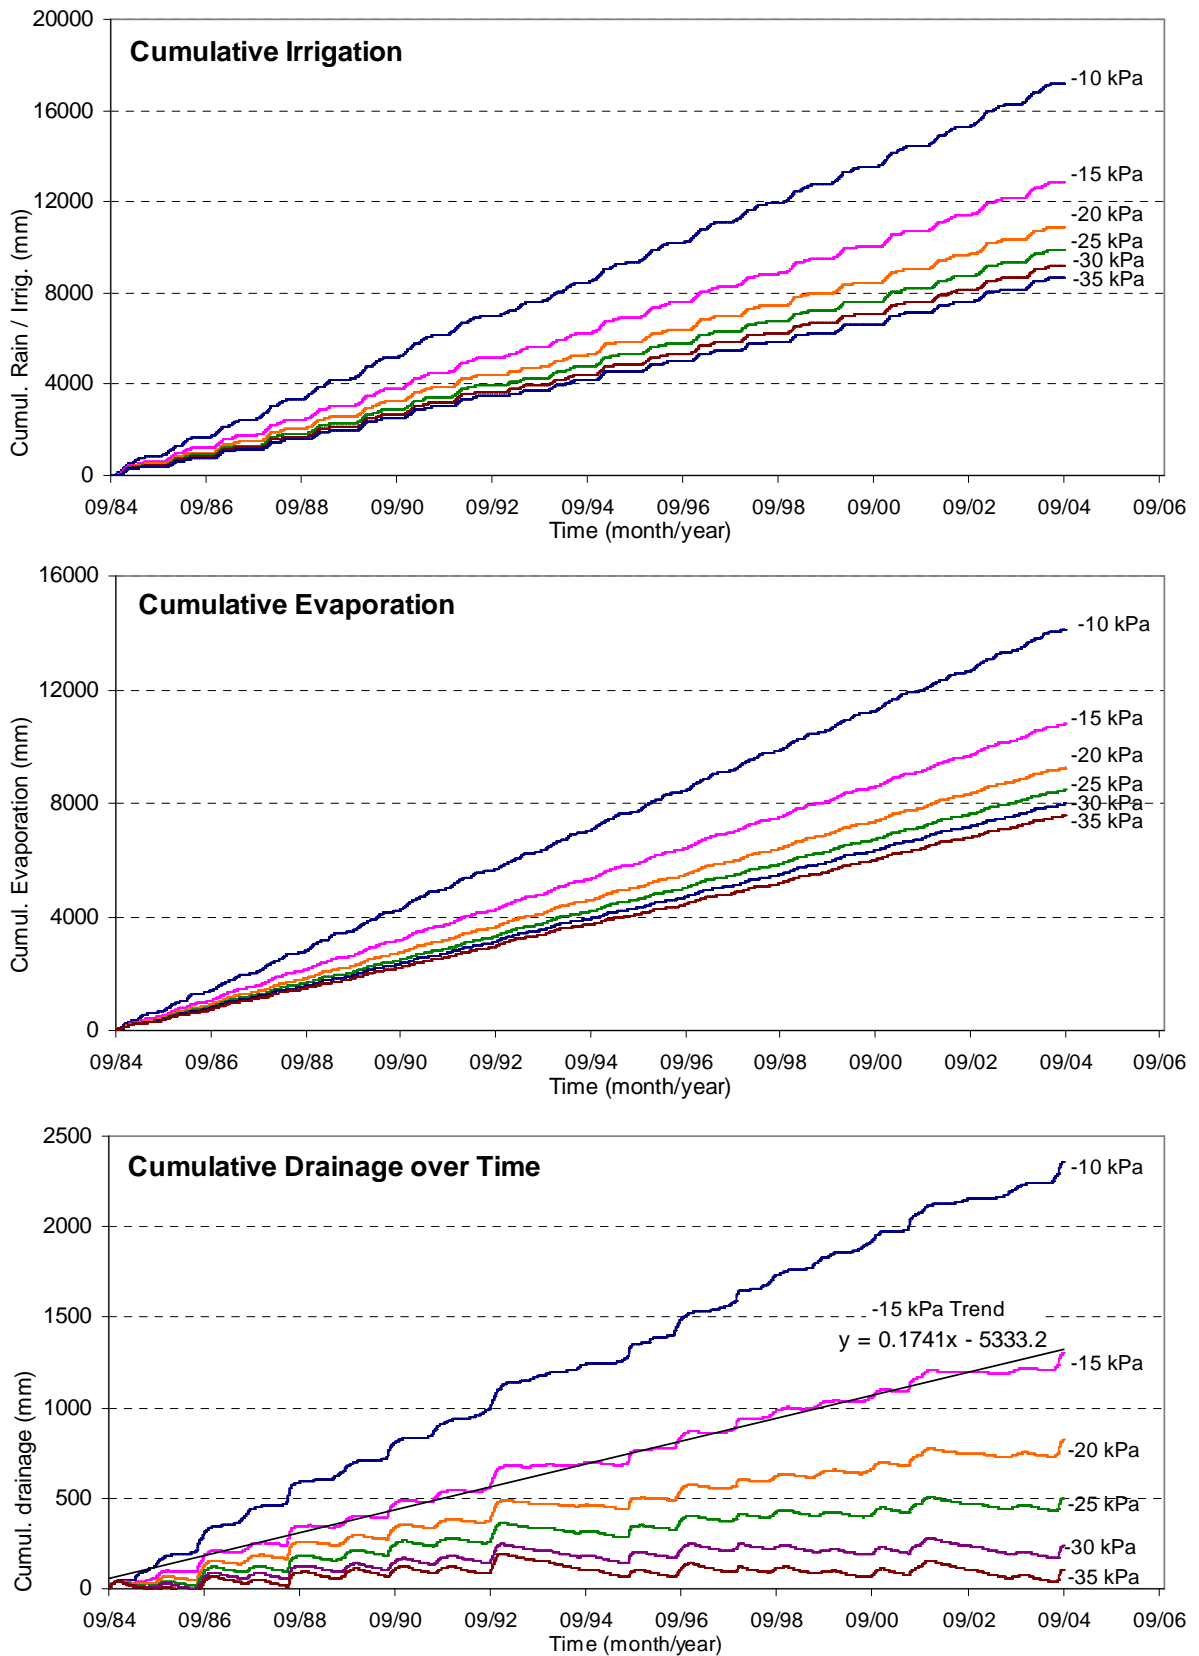 Cumulative Irrigation
Cumul. Rain / Irrig. (mm)
20000
16000
12000
8000
4000
0
-10 kPa
-15 kPa
-20 kPa
-25 kPa
-30 kPa
-35 kPa
09/84 09/86 09/88 09/90 09/92 09/94 09/96 09/98 09/00 09/02 09/04 09/06
Time (month/year)
Cumulative Evaporation
Cumul. Evaporation (mm)
16000
12000
8000
4000
0
-10 kPa
-15 kPa
-20 kPa
-25 kPa
-30 kPa
-35 kPa
09/84 09/86 09/88 09/90 09/92 09/94 09/96 09/98 09/00 09/02 09/04 09/06
Time (month/year)
Cumulative Drainage over Time
Cumul. drainage (mm)
2500
2000
1500
1000
500
0
-10 kPa
-15 kPa Trend
y = 0.1741x - 5333.2
-15 kPa
-20 kPa
-25 kPa
-30 kPa
-35 kPa
09/84 09/86 09/88 09/90 09/92 09/94 09/96 09/98 09/00 09/02 09/04 09/06
Time (month/year)